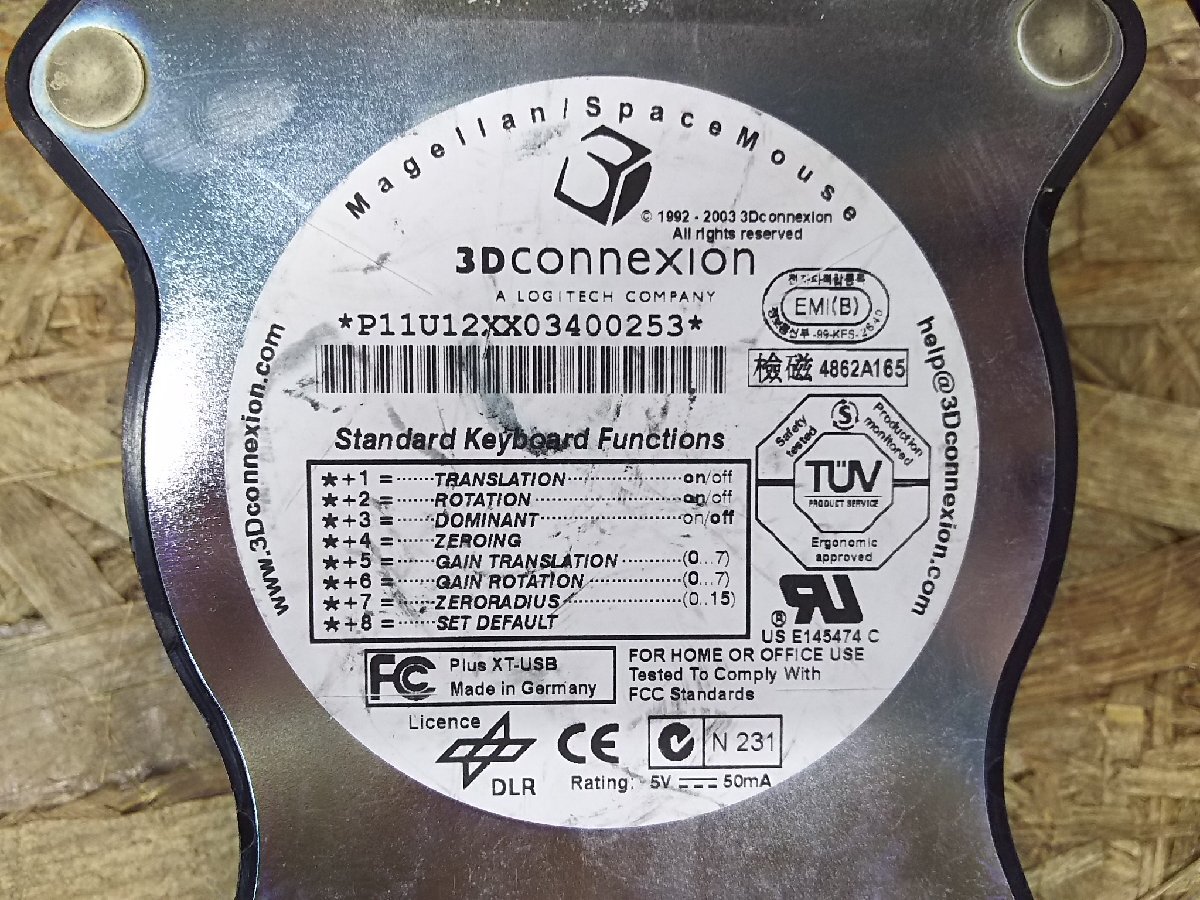 Magellan/SpaceMouse
© 1992 - 2003 3Dconnexion
All rights reserved
3Dconnexion
A LOGITECH COMPANY
*P11U12XX03400253*
EMI(B)
檢磁 4862A165
www.3Dconnexion.com
help@3Dconnexion.com
Standard Keyboard Functions
*+1 = ······TRANSLATION··············on/off
*+2 = ······ROTATION··················on/off
*+3 = ······DOMINANT·················on/off
*+4 = ······ZEROING
*+5 = ······GAIN TRANSLATION··········(0...7)
*+6 = ······GAIN ROTATION·············(0...7)
*+7 = ······ZERORADIUS···············(0..15)
*+8 = ······SET DEFAULT
Safety tested
S
Production monitored
TÜV
PRODUCT SERVICE
Ergonomic
approved
® RU
US E145474 C
FC Plus XT-USB
Made in Germany
FOR HOME OR OFFICE USE
Tested To Comply With
FCC Standards
Licence
DLR
CE
N 231
Rating: 5V 50mA